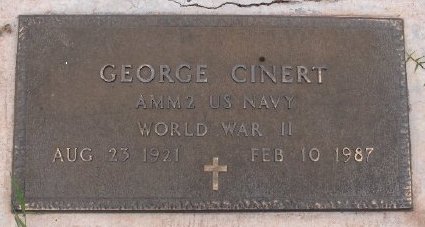 GEORGE CINERT
AMM2 US NAVY
WORLD WAR II
AUG 23 1921 FEB 10 1987